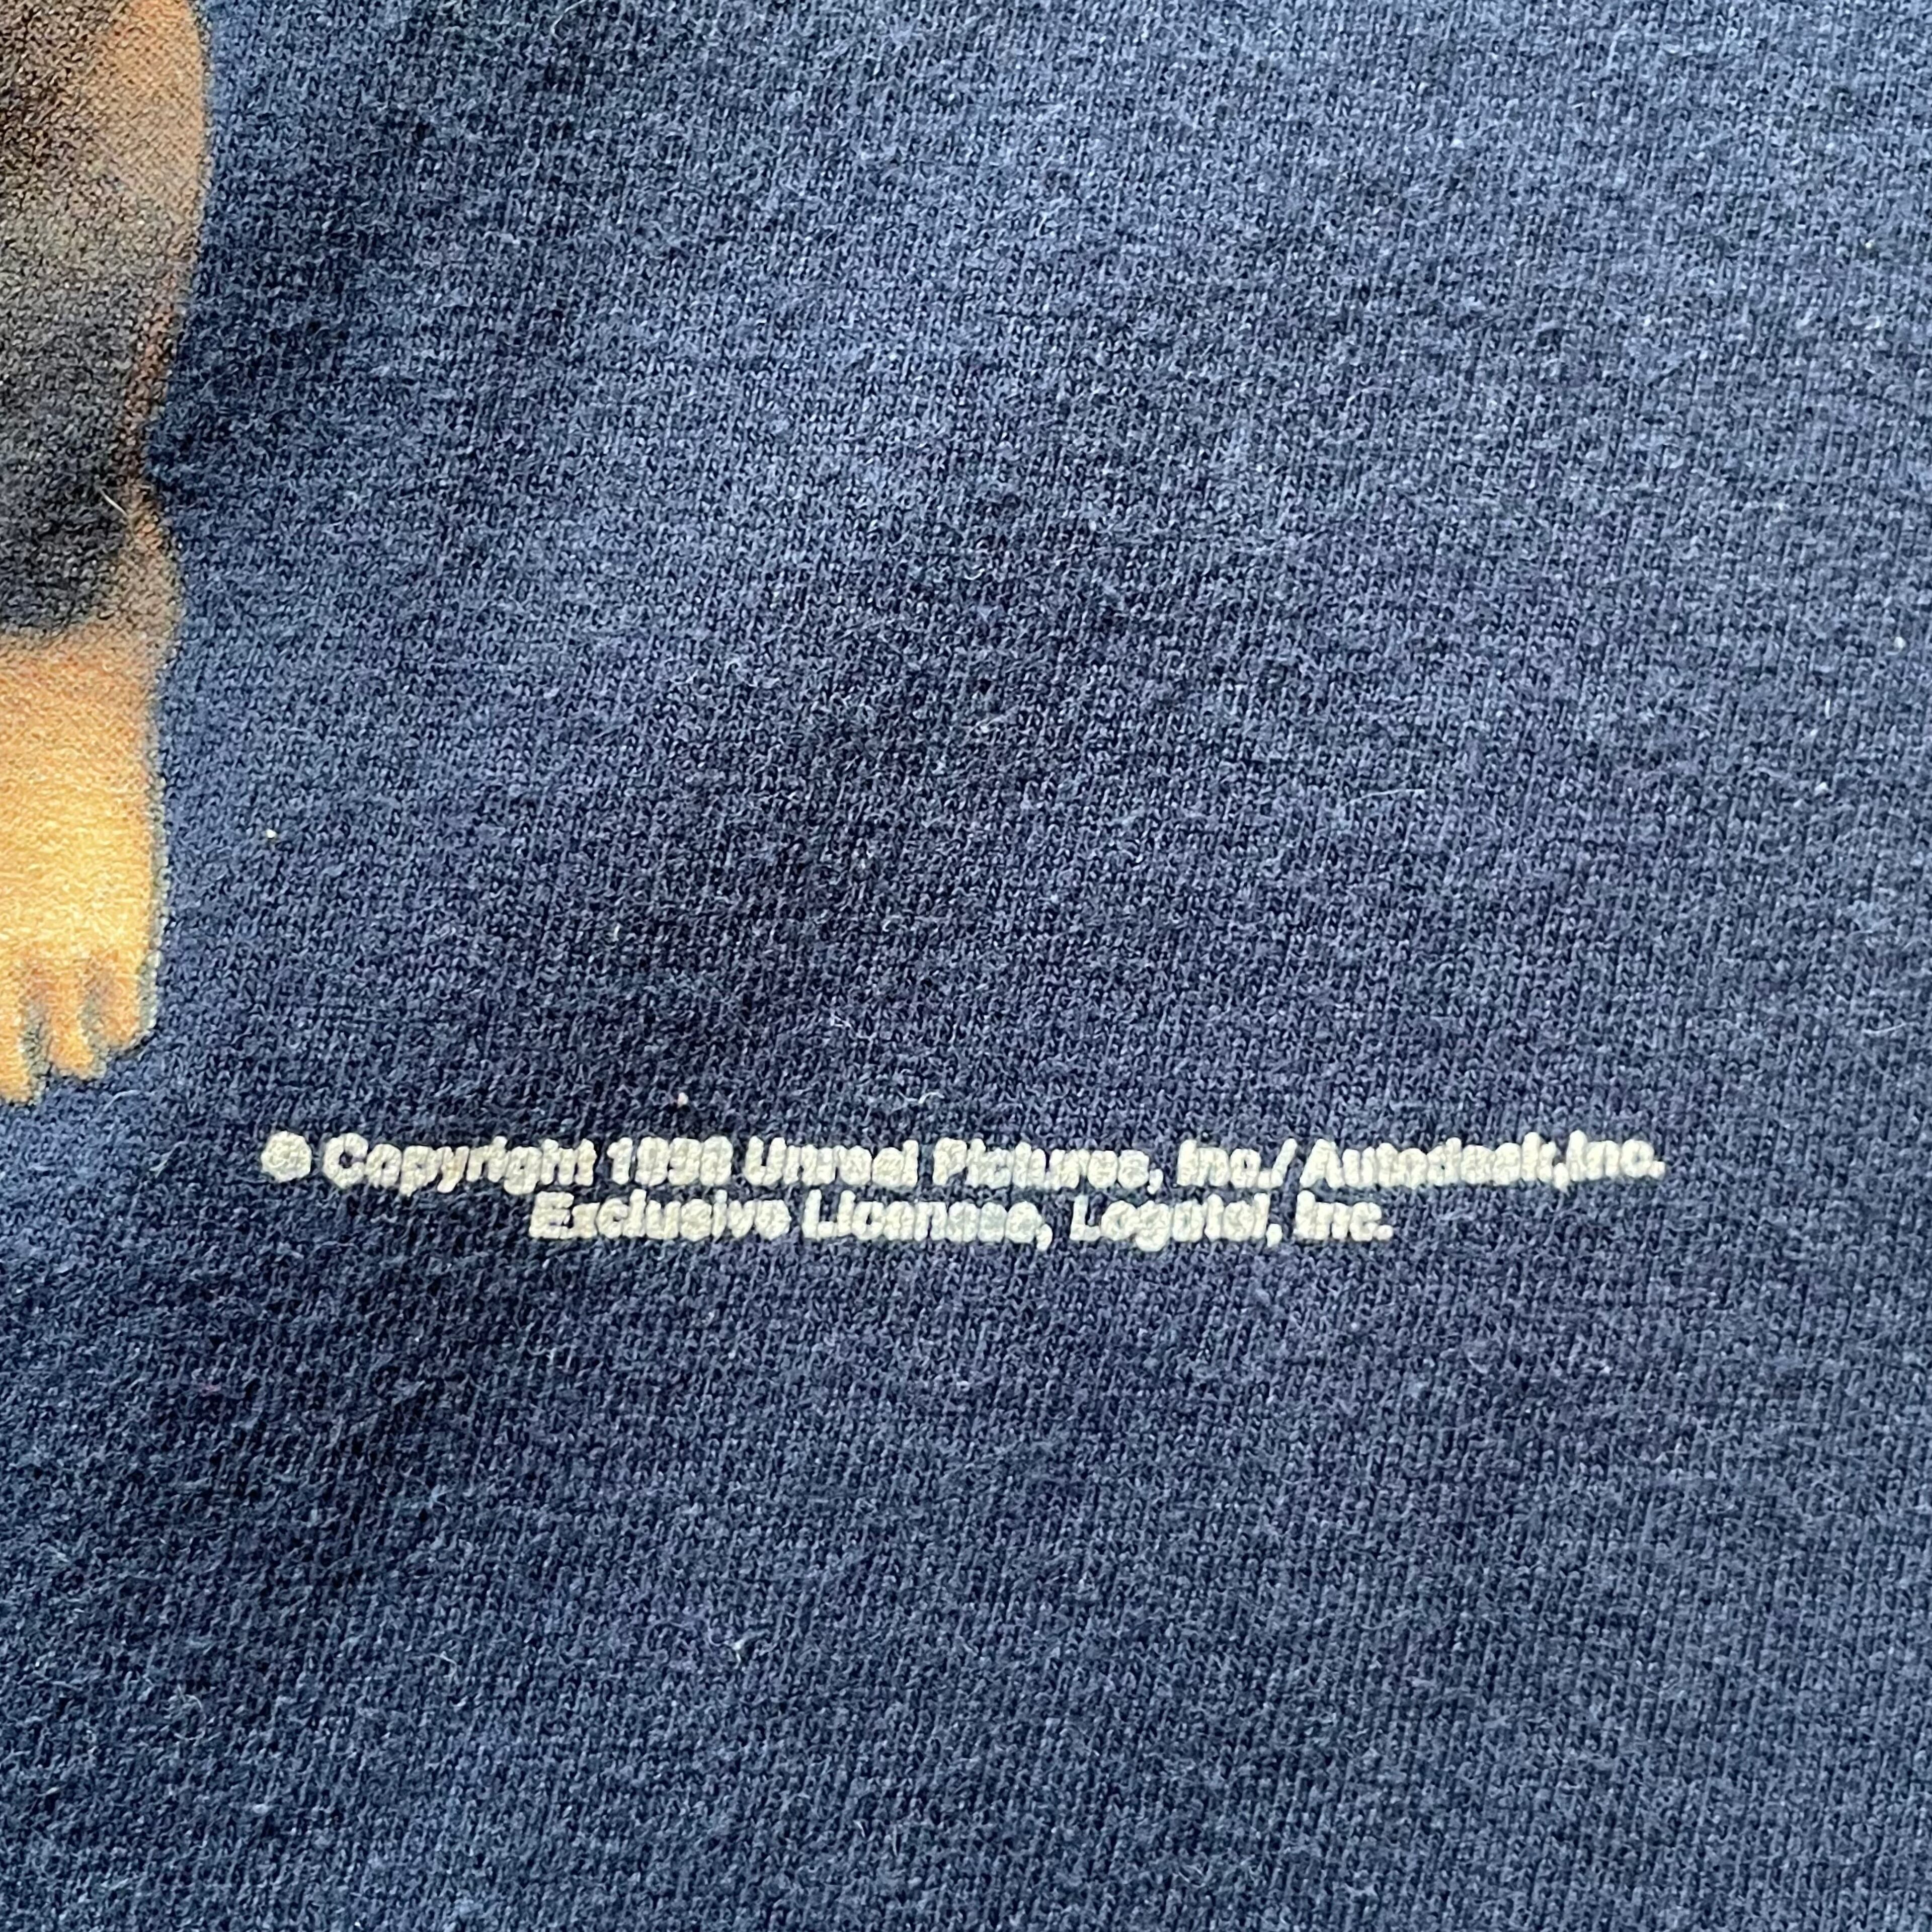 © Copyright 1998 Unreal Pictures, Inc./Autodesk,Inc.
Exclusive Licensee, Logotel, Inc.